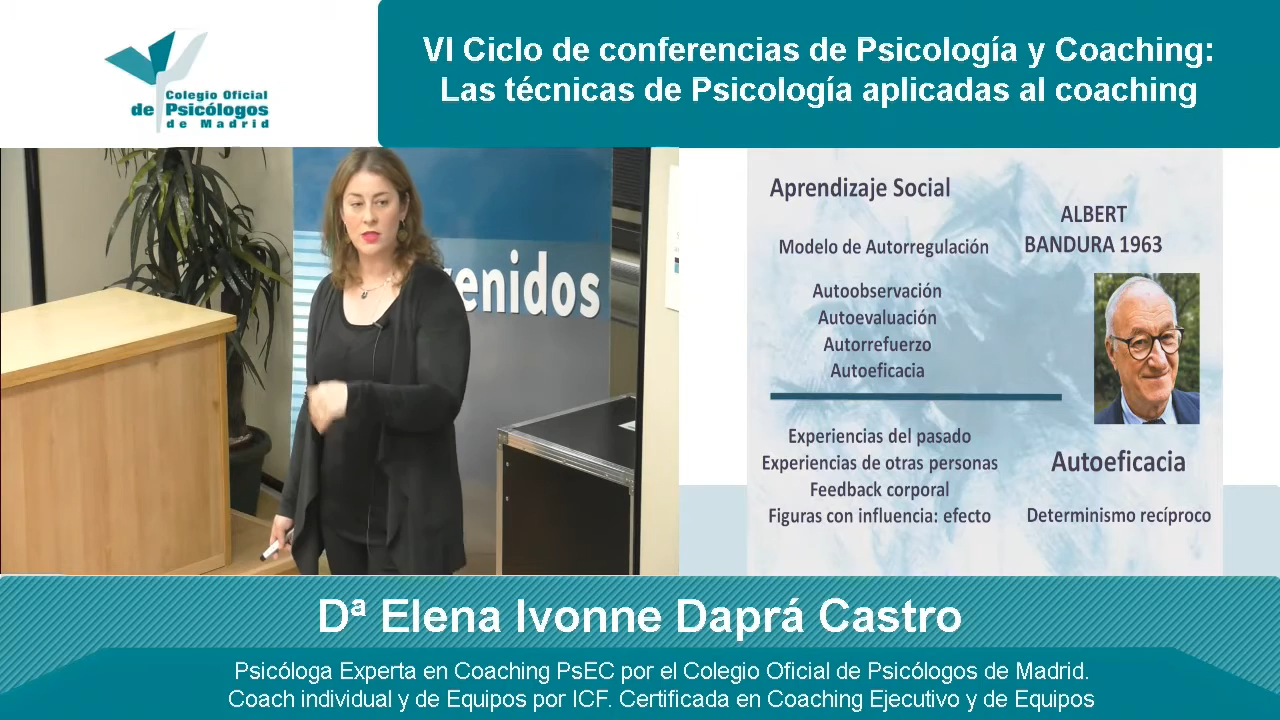 Colegio Oficial
de Psicólogos
de Madrid
VI Ciclo de conferencias de Psicología y Coaching:
Las técnicas de Psicología aplicadas al coaching
venidos
Aprendizaje Social
ALBERT
BANDURA 1963
Modelo de Autorregulación
Autoobservación
Autoevaluación
Autorrefuerzo
Autoeficacia
Experiencias del pasado
Experiencias de otras personas
Feedback corporal
Figuras con influencia: efecto
Autoeficacia
Determinismo recíproco
Dª Elena Ivonne Daprá Castro
Psicóloga Experta en Coaching PsEC por el Colegio Oficial de Psicólogos de Madrid.
Coach individual y de Equipos por ICF. Certificada en Coaching Ejecutivo y de Equipos